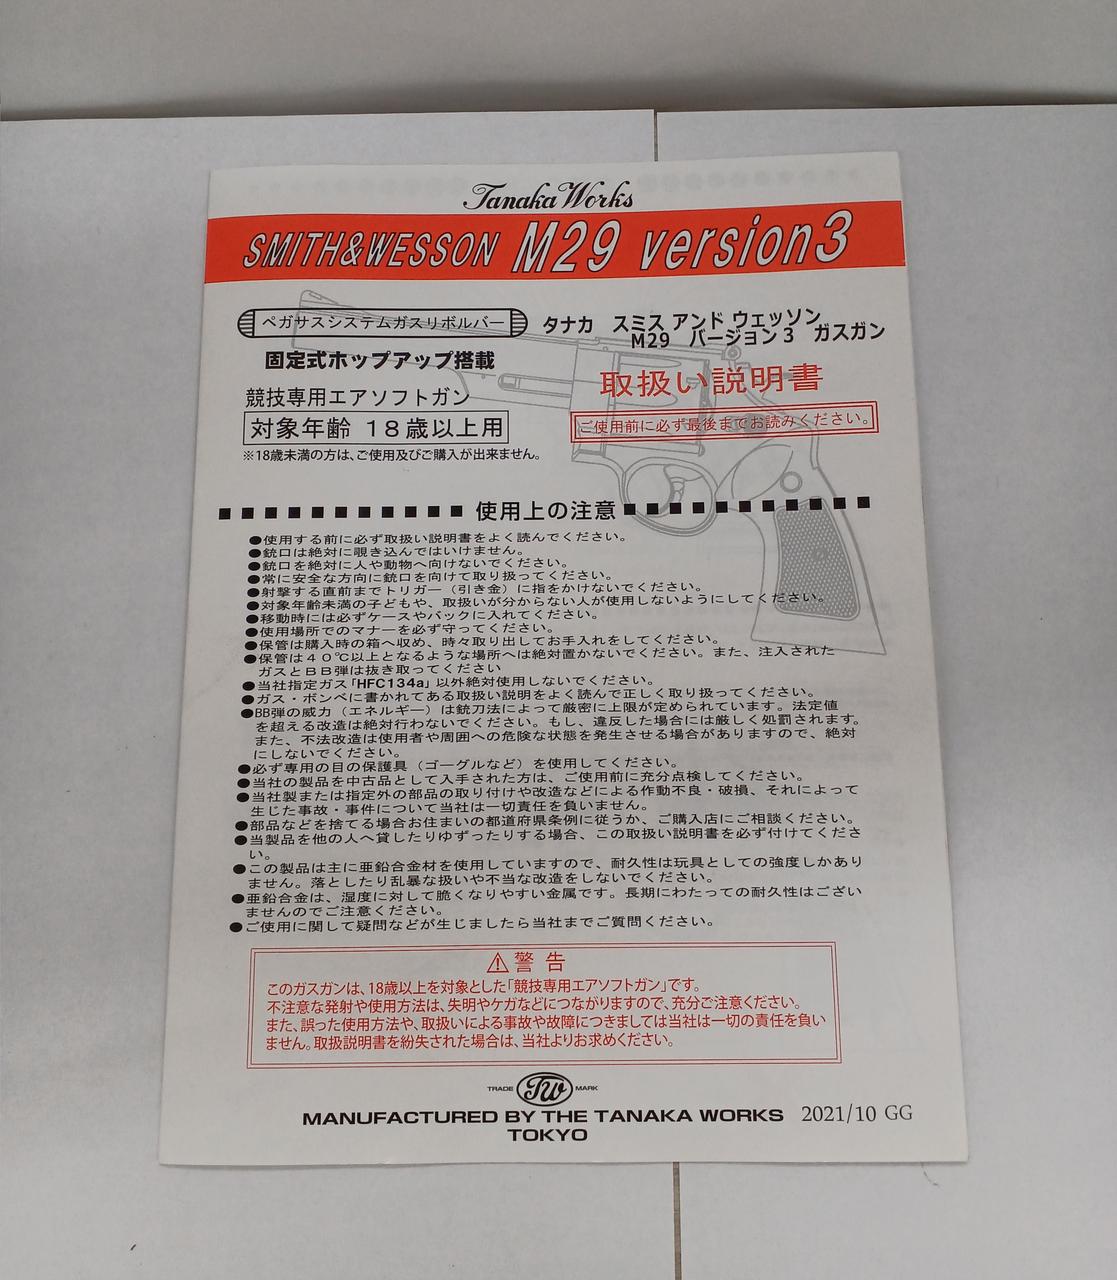 Tanaka Works
SMITH&WESSON M29 version3
ペガサスシステムガスリボルバー
タナカ スミス アンド ウェッソン
M29 バージョン3 ガスガン
固定式ホップアップ搭載
取扱い説明書
競技専用エアソフトガン
ご使用前に必ず最後までお読みください。
対象年齢 18歳以上用
※18歳未満の方は、ご使用及びご購入が出来ません。
使用上の注意
●使用する前に必ず取扱い説明書をよく読んでください。
●銃口は絶対に覗き込んではいけません。
●銃口を絶対に人や動物へ向けないでください。
●常に安全な方向に銃口を向けて取り扱ってください。
●射撃する直前までトリガー（引き金）に指をかけないでください。
●対象年齢未満の子どもや、取扱いが分からない人が使用しないようにしてください。
●移動時には必ずケースやバックに入れてください。
●使用場所でのマナーを必ず守ってください。
●保管は購入時の箱へ収め、時々取り出してお手入れをしてください。
●保管は４０℃以上となるような場所へは絶対置かないでください。また、注入された
ガスとＢＢ弾は抜き取ってください
●当社指定ガス「HFC134a」以外絶対使用しないでください。
●ガス・ボンベに書かれてある取扱い説明をよく読んで正しく取り扱ってください。
●BB弾の威力（エネルギー）は銃刀法によって厳密に上限が定められています。法定値
を超える改造は絶対行わないでください。もし、違反した場合には厳しく処罰されます。
また、不法改造は使用者や周囲への危険な状態を発生させる場合がありますので、絶対
にしないでください。
●必ず専用の目の保護具（ゴーグルなど）を使用してください。
●当社の製品を中古品として入手された方は、ご使用前に充分点検してください。
●当社製または指定外の部品の取り付けや改造などによる作動不良・破損、それによって
生じた事故・事件について当社は一切責任を負いません。
●部品などを捨てる場合お住まいの都道府県条例に従うか、ご購入店にご相談ください。
●当製品を他の人へ貸したりゆずったりする場合、この取扱い説明書を必ず付けてくださ
い。
●この製品は主に亜鉛合金材を使用していますので、耐久性は玩具としての強度しかあり
ません。落としたり乱暴な扱いや不当な改造をしないでください。
●亜鉛合金は、湿度に対して脆くなりやすい金属です。長期にわたっての耐久性はござい
ませんのでご注意ください。
●ご使用に関して疑問などが生じましたら当社までご質問ください。
⚠警告
このガスガンは、18歳以上を対象とした「競技専用エアソフトガン」です。
不注意な発射や使用方法は、失明やケガなどにつながりますので、充分ご注意ください。
また、誤った使用方法や、取扱いによる事故や故障につきましては当社は一切の責任を負い
ません。取扱説明書を紛失された場合は、当社よりお求めください。
TRADE TW MARK
MANUFACTURED BY THE TANAKA WORKS 2021/10 GG
TOKYO